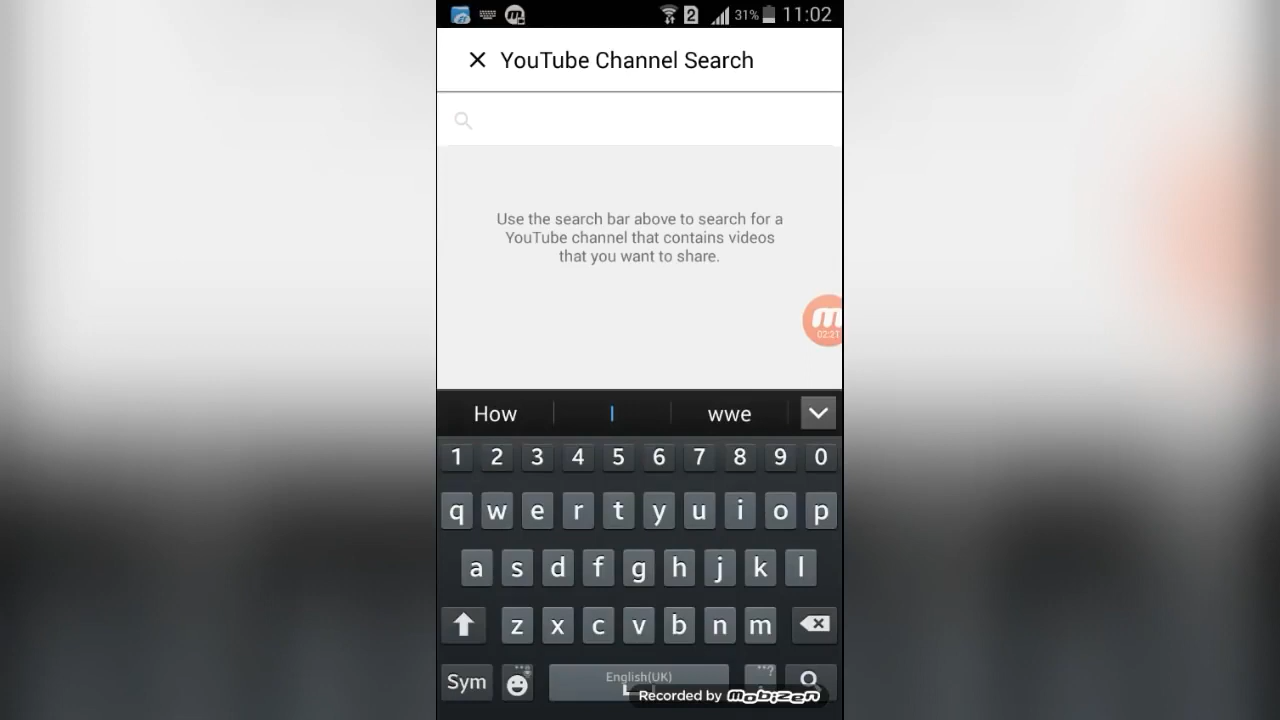 2 31% 11:02
YouTube Channel Search
Use the search bar above to search for a
YouTube channel that contains videos
that you want to share.
m
02:21
How I wwe
1 2 3 4 5 6 7 8 9 0
q w e r t y u i o p
a s d f g h j k l
z x c v b n m
Sym English(UK)
Recorded by mobizen